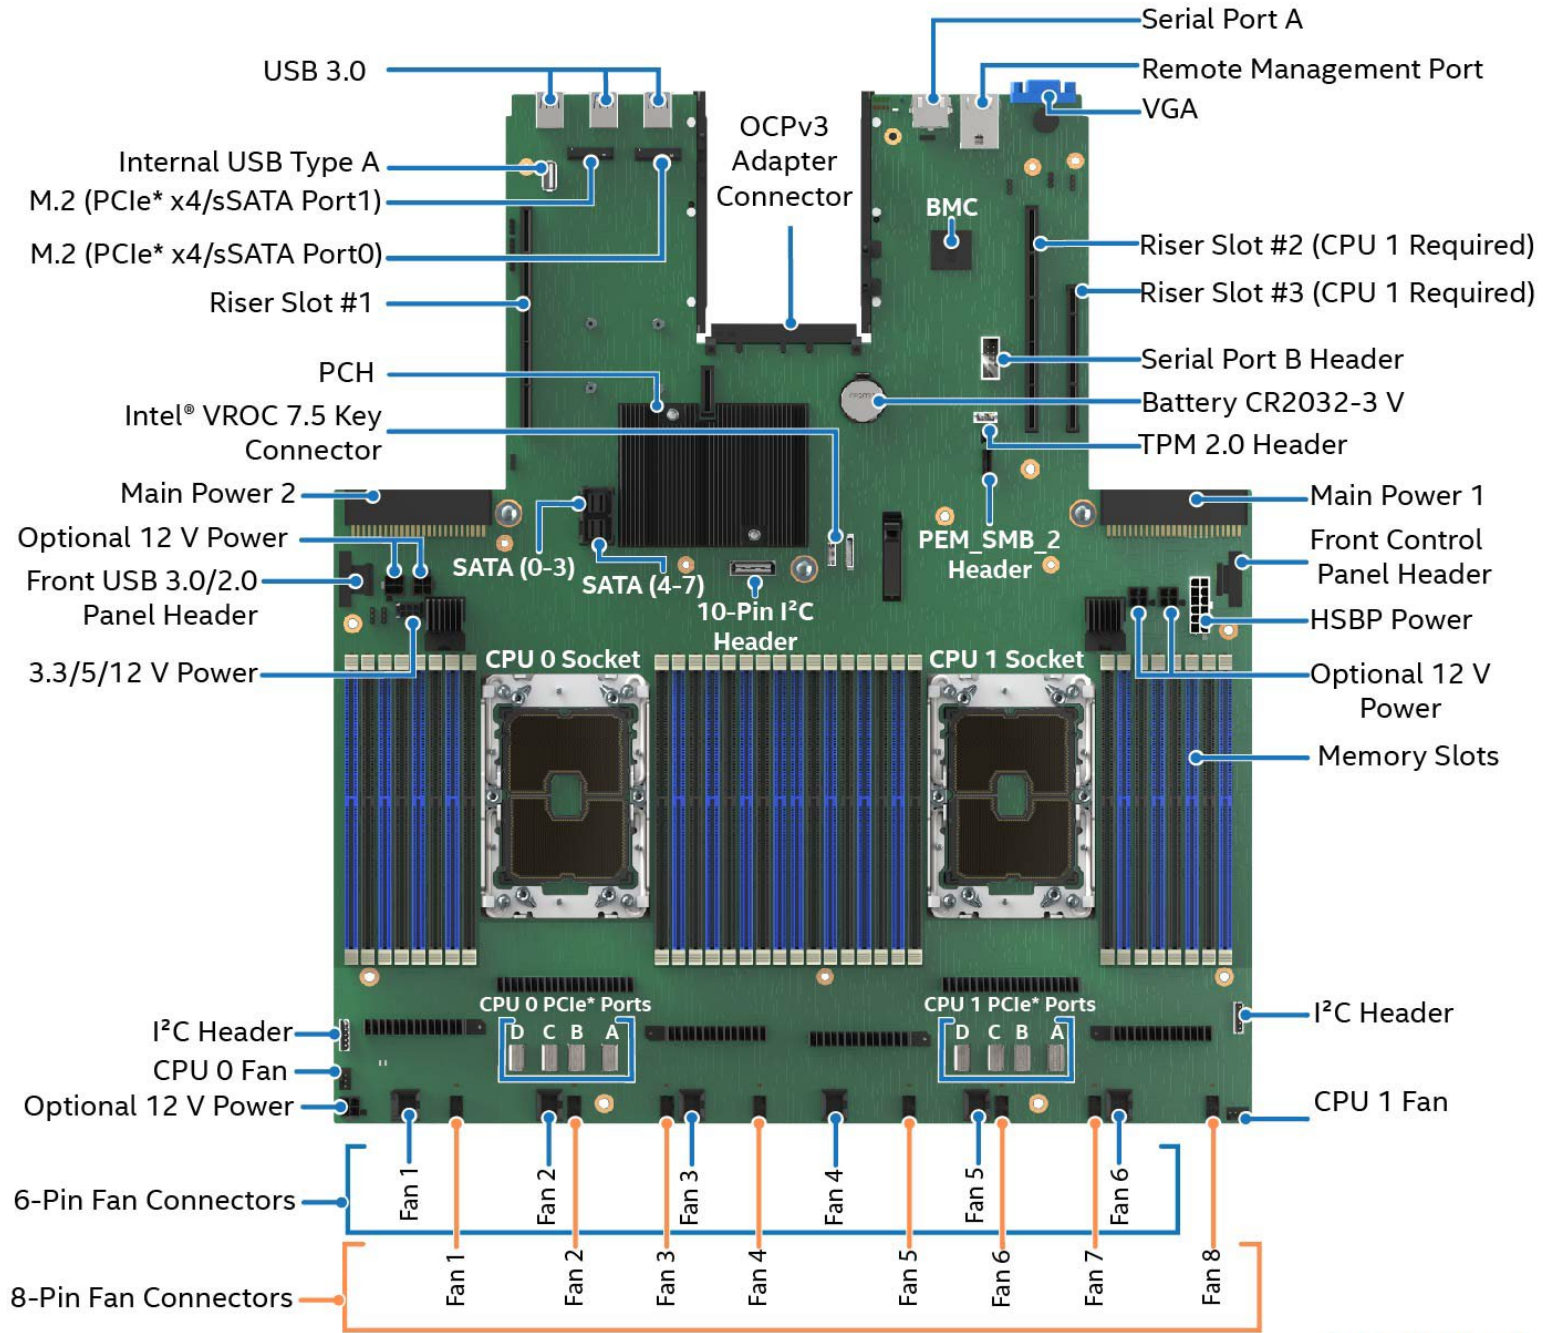 Serial Port A
USB 3.0
Remote Management Port
VGA
OCPv3
Adapter
Connector
Internal USB Type A
M.2 (PCIe* x4/sSATA Port1)
BMC
M.2 (PCIe* x4/sSATA Port0)
Riser Slot #2 (CPU 1 Required)
Riser Slot #1
Riser Slot #3 (CPU 1 Required)
PCH
Serial Port B Header
Intel® VROC 7.5 Key
Connector
Battery CR2032-3 V
TPM 2.0 Header
Main Power 2
Main Power 1
Optional 12 V Power
SATA (0-3)
SATA (4-7)
PEM_SMB_2
Header
Front Control
Panel Header
Front USB 3.0/2.0
Panel Header
10-Pin I²C
Header
HSBP Power
3.3/5/12 V Power
CPU 0 Socket
CPU 1 Socket
Optional 12 V
Power
Memory Slots
CPU 0 PCIe* Ports
D C B A
CPU 1 PCIe* Ports
D C B A
I²C Header
I²C Header
CPU 0 Fan
Optional 12 V Power
CPU 1 Fan
6-Pin Fan Connectors
Fan 1
Fan 2
Fan 3
Fan 4
Fan 5
Fan 6
8-Pin Fan Connectors
Fan 1
Fan 2
Fan 3
Fan 4
Fan 5
Fan 6
Fan 7
Fan 8